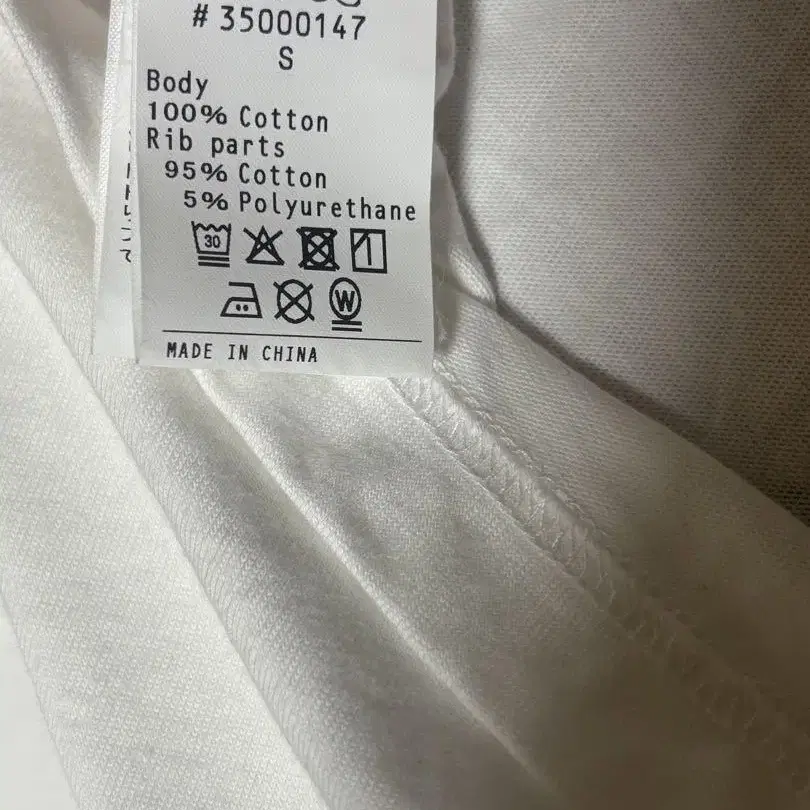 #35000147
S
Body
100% Cotton
Rib parts
95% Cotton
5% Polyurethane
30
W
MADE IN CHINA